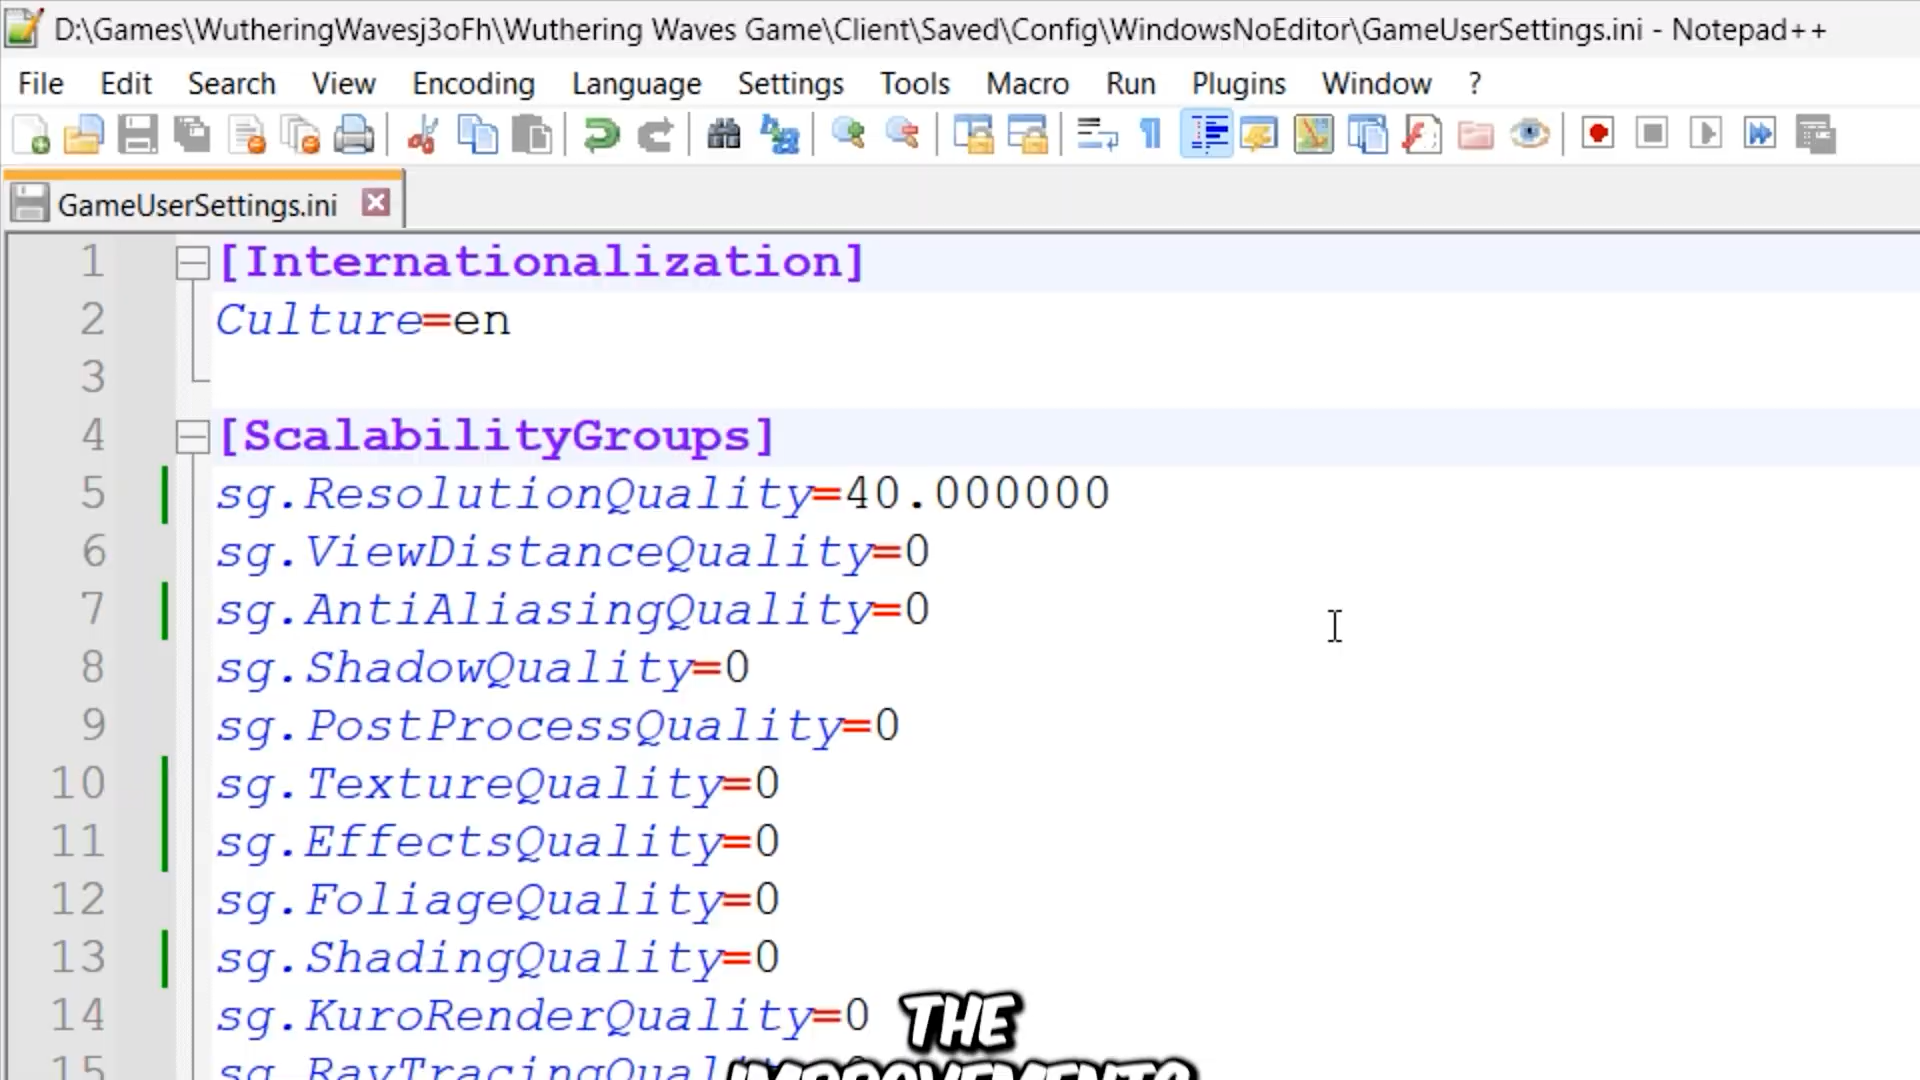 D:\Games\WutheringWavesj3oFh\Wuthering Waves Game\Client\Saved\Config\WindowsNoEditor\GameUserSettings.ini - Notepad++
File Edit Search View Encoding Language Settings Tools Macro Run Plugins Window ?
GameUserSettings.ini
1 [Internationalization]
2 Culture=en
3
4 [ScalabilityGroups]
5 sg.ResolutionQuality=40.000000
6 sg.ViewDistanceQuality=0
7 sg.AntiAliasingQuality=0
8 sg.ShadowQuality=0
9 sg.PostProcessQuality=0
10 sg.TextureQuality=0
11 sg.EffectsQuality=0
12 sg.FoliageQuality=0
13 sg.ShadingQuality=0
14 sg.KuroRenderQuality=0
THE
15 sg.RayTracingQual
IMPROVEMENTS